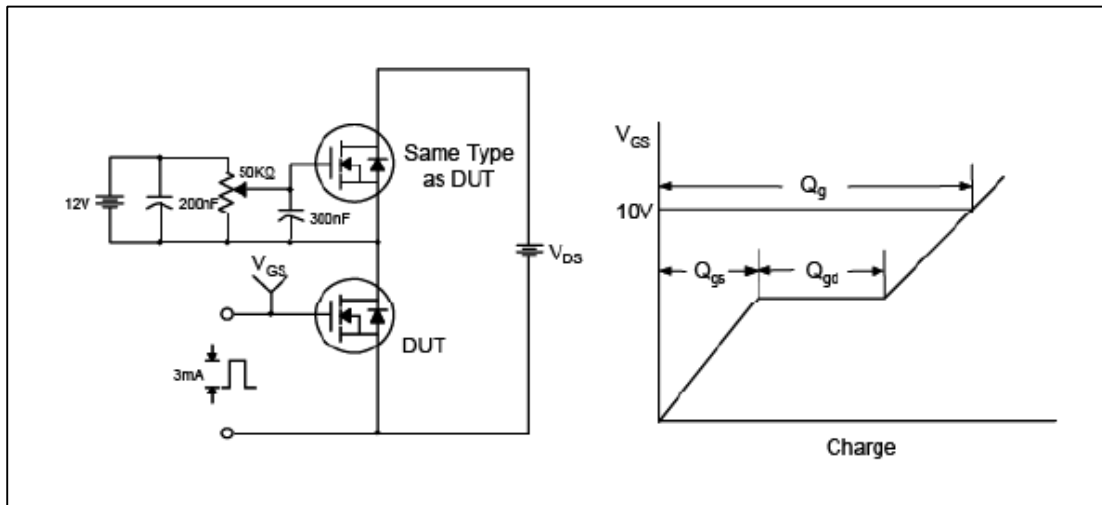 Same Type
as DUT
50KΩ
12V
200nF
300nF
VGS
VDS
DUT
3mA
VGS
Qg
10V
Qgs
Qgd
Charge